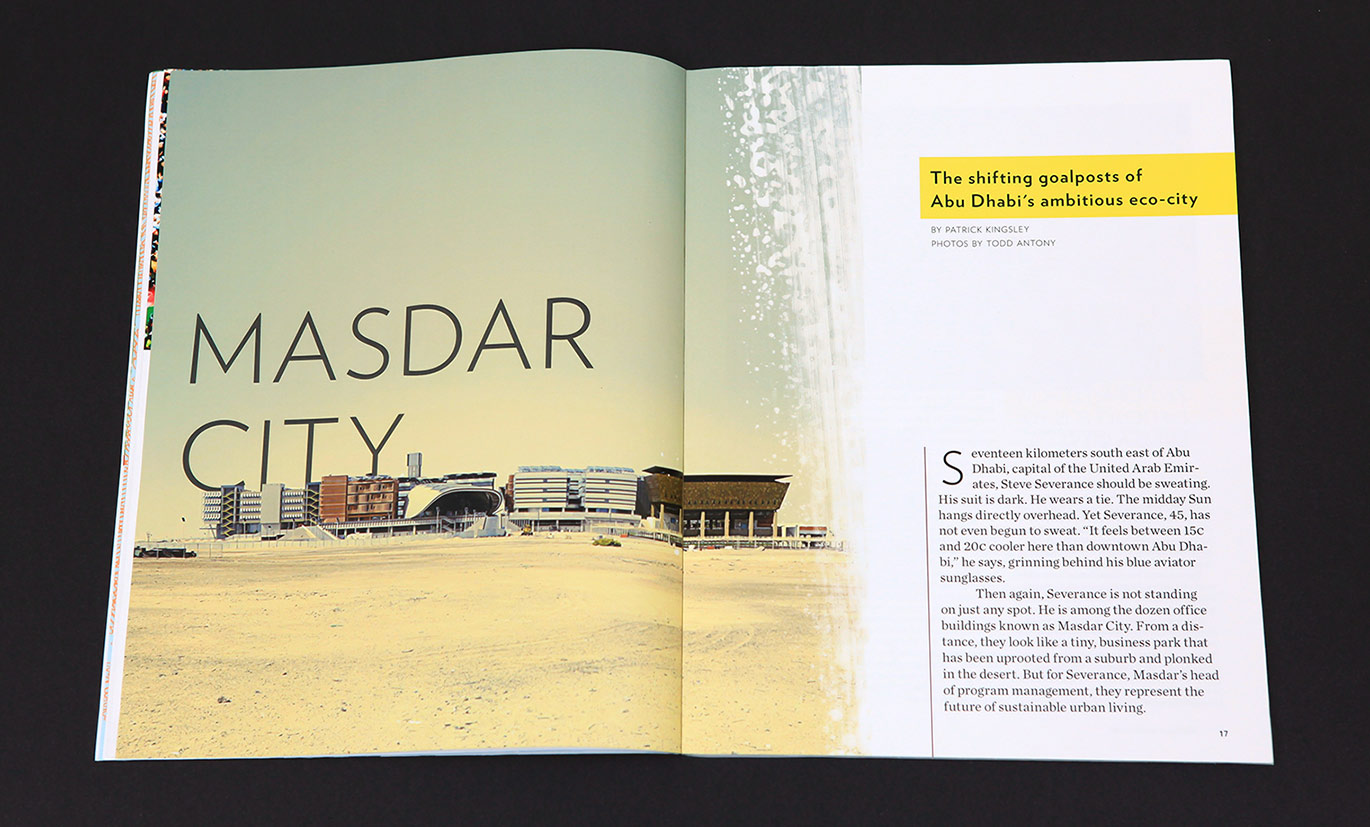 MASDAR
CITY
The shifting goalposts of
Abu Dhabi's ambitious eco-city
BY PATRICK KINGSLEY
PHOTOS BY TODD ANTONY
Seventeen kilometers south east of Abu
Dhabi, capital of the United Arab Emir-
ates, Steve Severance should be sweating.
His suit is dark. He wears a tie. The midday Sun
hangs directly overhead. Yet Severance, 45, has
not even begun to sweat. “It feels between 15c
and 20c cooler here than downtown Abu Dha-
bi,” he says, grinning behind his blue aviator
sunglasses.
Then again, Severance is not standing
on just any spot. He is among the dozen office
buildings known as Masdar City. From a dis-
tance, they look like a tiny, business park that
has been uprooted from a suburb and plonked
in the desert. But for Severance, Masdar’s head
of program management, they represent the
future of sustainable urban living.
17